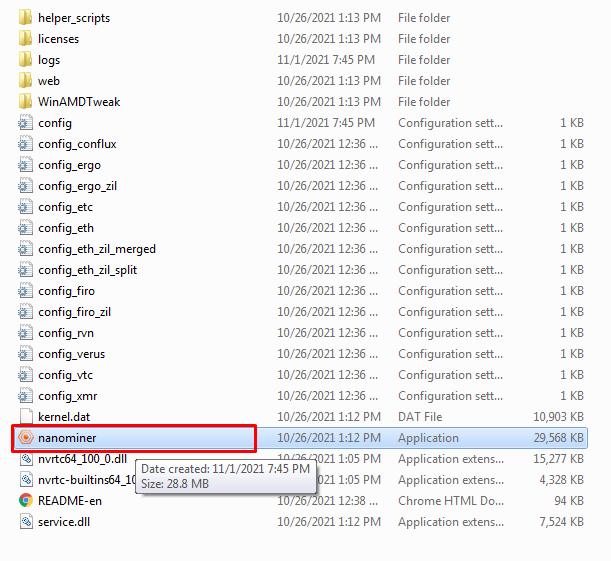 helper_scripts 10/26/2021 1:13 PM File folder
licenses 10/26/2021 1:13 PM File folder
logs 11/1/2021 7:45 PM File folder
web 10/26/2021 1:13 PM File folder
WinAMDTweak 10/26/2021 1:13 PM File folder
config 11/1/2021 7:45 PM Configuration sett... 1 KB
config_conflux 10/26/2021 12:36 ... Configuration sett... 1 KB
config_ergo 10/26/2021 12:36 ... Configuration sett... 1 KB
config_ergo_zil 10/26/2021 12:36 ... Configuration sett... 1 KB
config_etc 10/26/2021 12:36 ... Configuration sett... 1 KB
config_eth 10/26/2021 12:36 ... Configuration sett... 1 KB
config_eth_zil_merged 10/26/2021 12:36 ... Configuration sett... 1 KB
config_eth_zil_split 10/26/2021 12:36 ... Configuration sett... 1 KB
config_firo 10/26/2021 12:36 ... Configuration sett... 1 KB
config_firo_zil 10/26/2021 12:36 ... Configuration sett... 1 KB
config_rvn 10/26/2021 12:36 ... Configuration sett... 1 KB
config_verus 10/26/2021 12:36 ... Configuration sett... 1 KB
config_vtc 10/26/2021 12:36 ... Configuration sett... 1 KB
config_xmr 10/26/2021 12:36 ... Configuration sett... 1 KB
kernel.dat 10/26/2021 1:12 PM DAT File 10,903 KB
nanominer 10/26/2021 1:12 PM Application 29,568 KB
nvrtc64_100_0.dll 10/26/2021 1:12 PM Application extens... 15,277 KB
Date created: 11/1/2021 7:45 PM
Size: 28.8 MB
nvrtc-builtins64_10 10/26/2021 1:05 PM Application extens... 4,328 KB
README-en 10/26/2021 12:38 ... Chrome HTML Do... 94 KB
service.dll 10/26/2021 1:12 PM Application extens... 7,524 KB